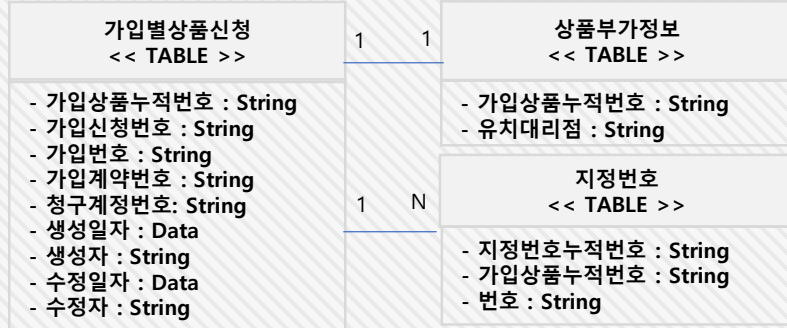 가입별상품신청
<< TABLE >>
- 가입상품누적번호 : String
- 가입신청번호 : String
- 가입번호 : String
- 가입계약번호 : String
- 청구계정번호: String
- 생성일자 : Data
- 생성자 : String
- 수정일자 : Data
- 수정자 : String
1 1
상품부가정보
<< TABLE >>
- 가입상품누적번호 : String
- 유치대리점 : String
1 N
지정번호
<< TABLE >>
- 지정번호누적번호 : String
- 가입상품누적번호 : String
- 번호 : String